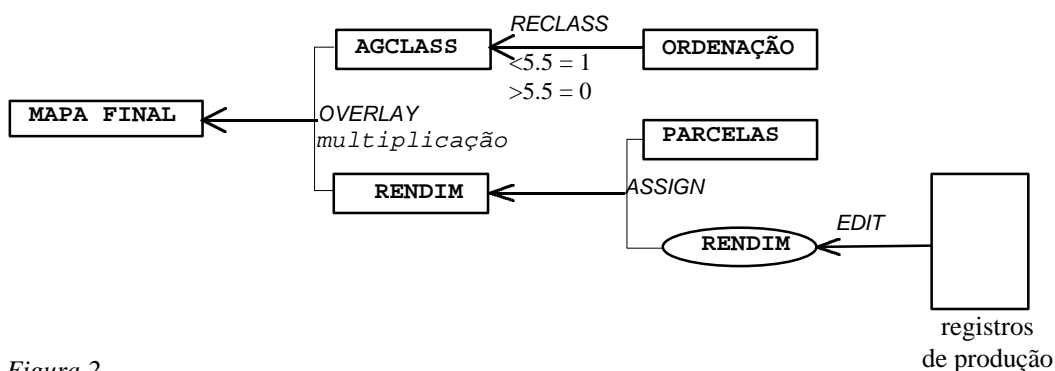 RECLASS
AGCLASS
ORDENAÇÃO
<5.5 = 1
>5.5 = 0
MAPA FINAL
OVERLAY
multiplicação
PARCELAS
RENDIM
ASSIGN
RENDIM
EDIT
registros
de produção
Figura 2